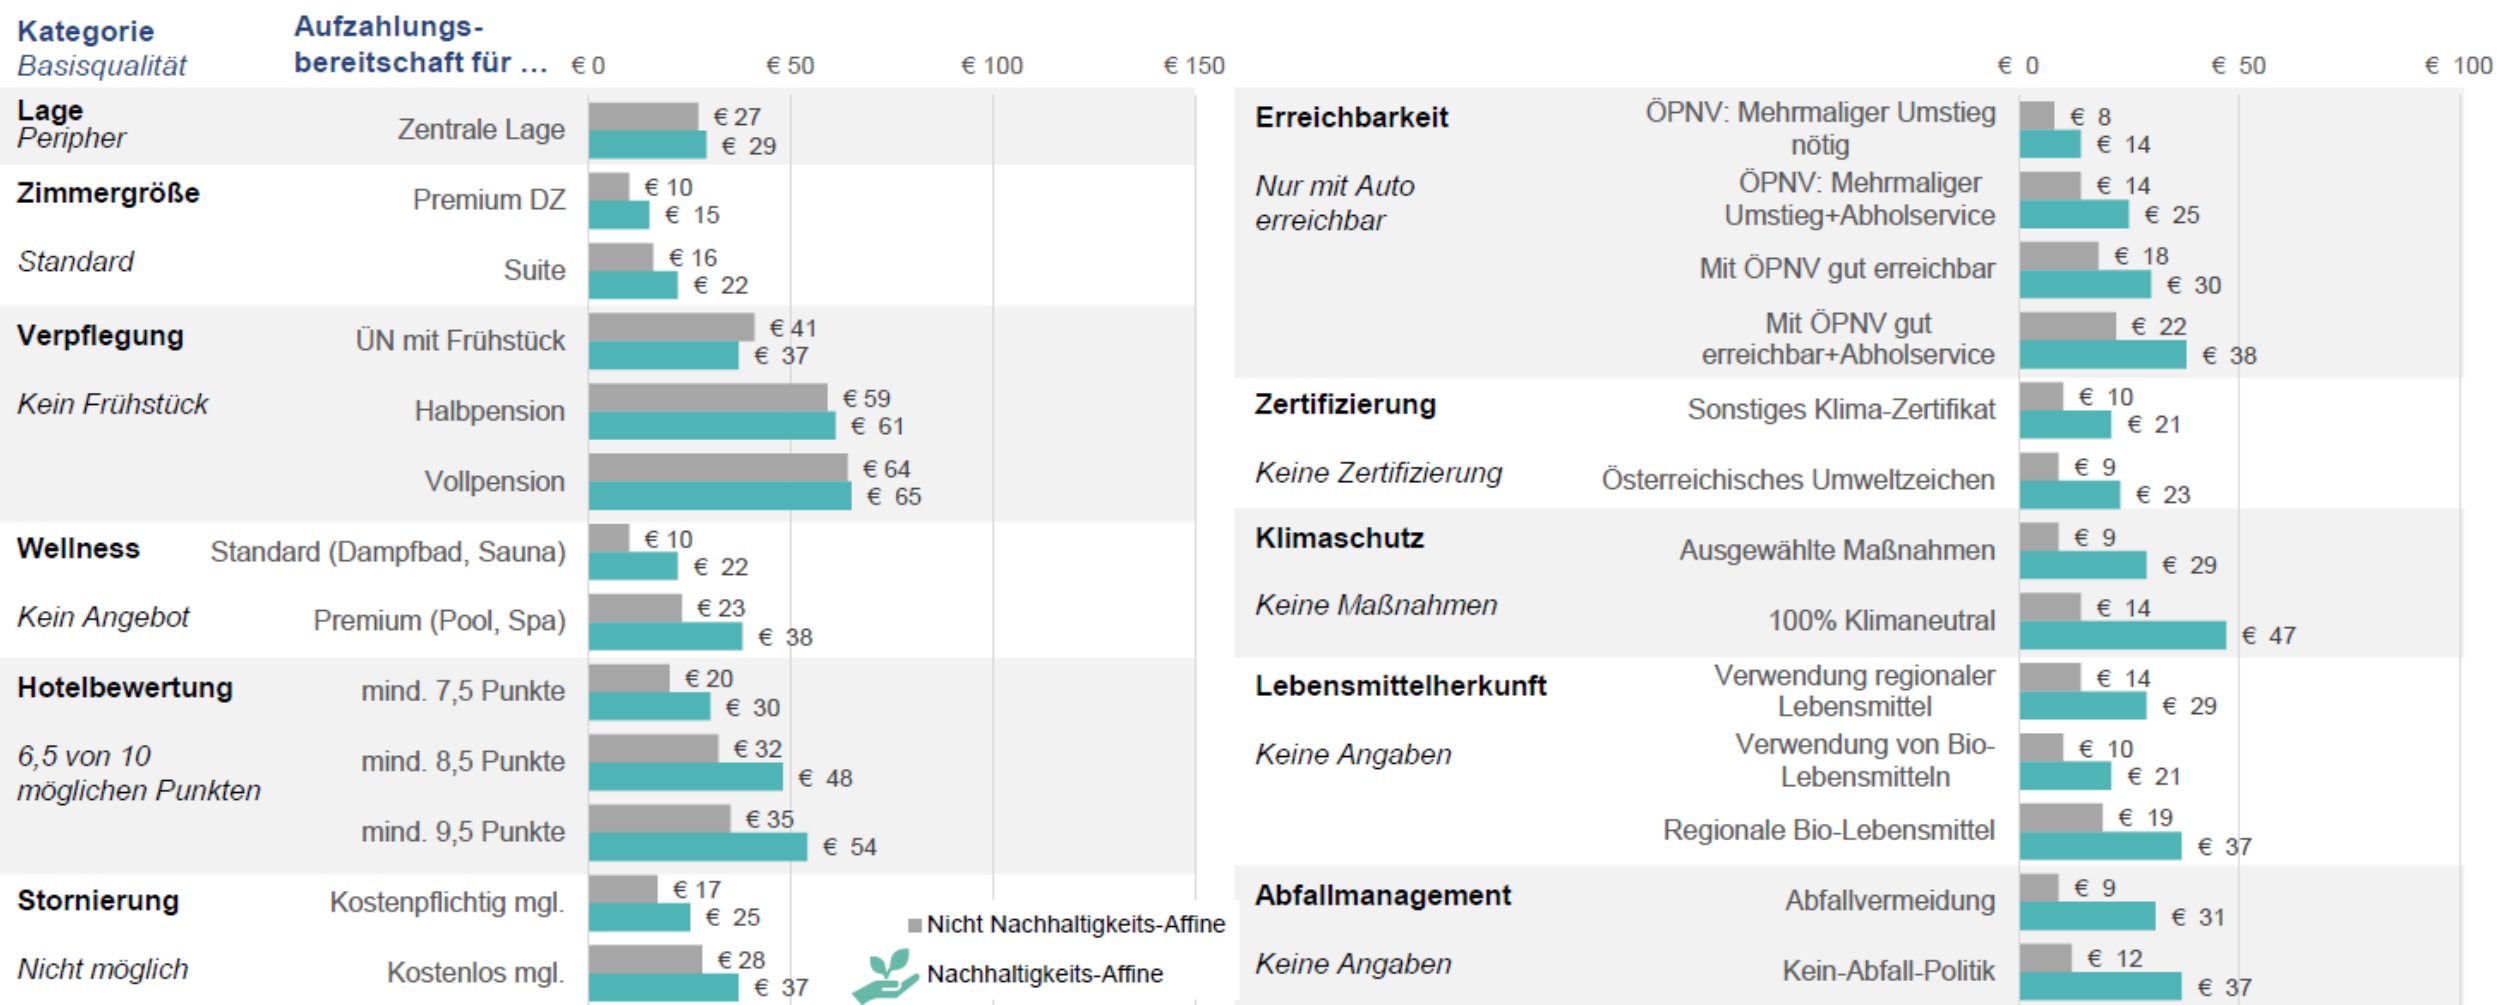 Kategorie
Basisqualität
Aufzahlungs-
bereitschaft für ...
€ 0
€ 50
€ 100
€ 150
Lage
Peripher
Zentrale Lage
€ 27
€ 29
Zimmergröße
Standard
Premium DZ
€ 10
€ 15
Suite
€ 16
€ 22
Verpflegung
Kein Frühstück
ÜN mit Frühstück
€ 41
€ 37
Halbpension
€ 59
€ 61
Vollpension
€ 64
€ 65
Wellness
Kein Angebot
Standard (Dampfbad, Sauna)
€ 10
€ 22
Premium (Pool, Spa)
€ 23
€ 38
Hotelbewertung
6,5 von 10
möglichen Punkten
mind. 7,5 Punkte
€ 20
€ 30
mind. 8,5 Punkte
€ 32
€ 48
mind. 9,5 Punkte
€ 35
€ 54
Stornierung
Nicht möglich
Kostenpflichtig mgl.
€ 17
€ 25
Kostenlos mgl.
€ 28
€ 37
Nicht Nachhaltigkeits-Affine
Nachhaltigkeits-Affine
€ 0
€ 50
€ 100
Erreichbarkeit
Nur mit Auto
erreichbar
ÖPNV: Mehrmaliger Umstieg
nötig
€ 8
€ 14
ÖPNV: Mehrmaliger
Umstieg+Abholservice
€ 14
€ 25
Mit ÖPNV gut erreichbar
€ 18
€ 30
Mit ÖPNV gut
erreichbar+Abholservice
€ 22
€ 38
Zertifizierung
Keine Zertifizierung
Sonstiges Klima-Zertifikat
€ 10
€ 21
Österreichisches Umweltzeichen
€ 9
€ 23
Klimaschutz
Keine Maßnahmen
Ausgewählte Maßnahmen
€ 9
€ 29
100% Klimaneutral
€ 14
€ 47
Lebensmittelherkunft
Keine Angaben
Verwendung regionaler
Lebensmittel
€ 14
€ 29
Verwendung von Bio-
Lebensmitteln
€ 10
€ 21
Regionale Bio-Lebensmittel
€ 19
€ 37
Abfallmanagement
Keine Angaben
Abfallvermeidung
€ 9
€ 31
Kein-Abfall-Politik
€ 12
€ 37